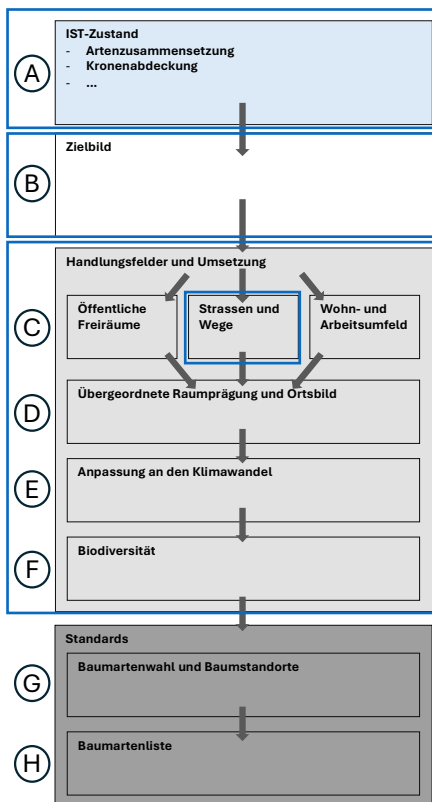 IST-Zustand
- Artenzusammensetzung
- Kronenabdeckung
- ...
A
Zielbild
B
Handlungsfelder und Umsetzung
Öffentliche
Freiräume
Strassen und
Wege
Wohn- und
Arbeitsumfeld
C
Übergeordnete Raumprägung und Ortsbild
D
Anpassung an den Klimawandel
E
Biodiversität
F
Standards
Baumartenwahl und Baumstandorte
G
Baumartenliste
H